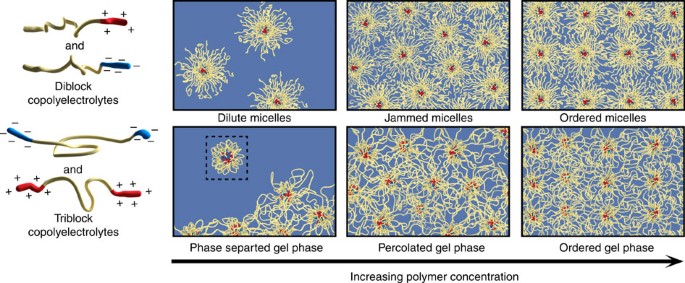 + +
+ +
and
− −
− − −
Diblock
copolyelectrolytes
Dilute micelles
Jammed micelles
Ordered micelles
− −
− − − −
− −
and
+ + + +
+ + + +
+ +
Triblock
copolyelectrolytes
Phase separted gel phase
Percolated gel phase
Ordered gel phase
Increasing polymer concentration